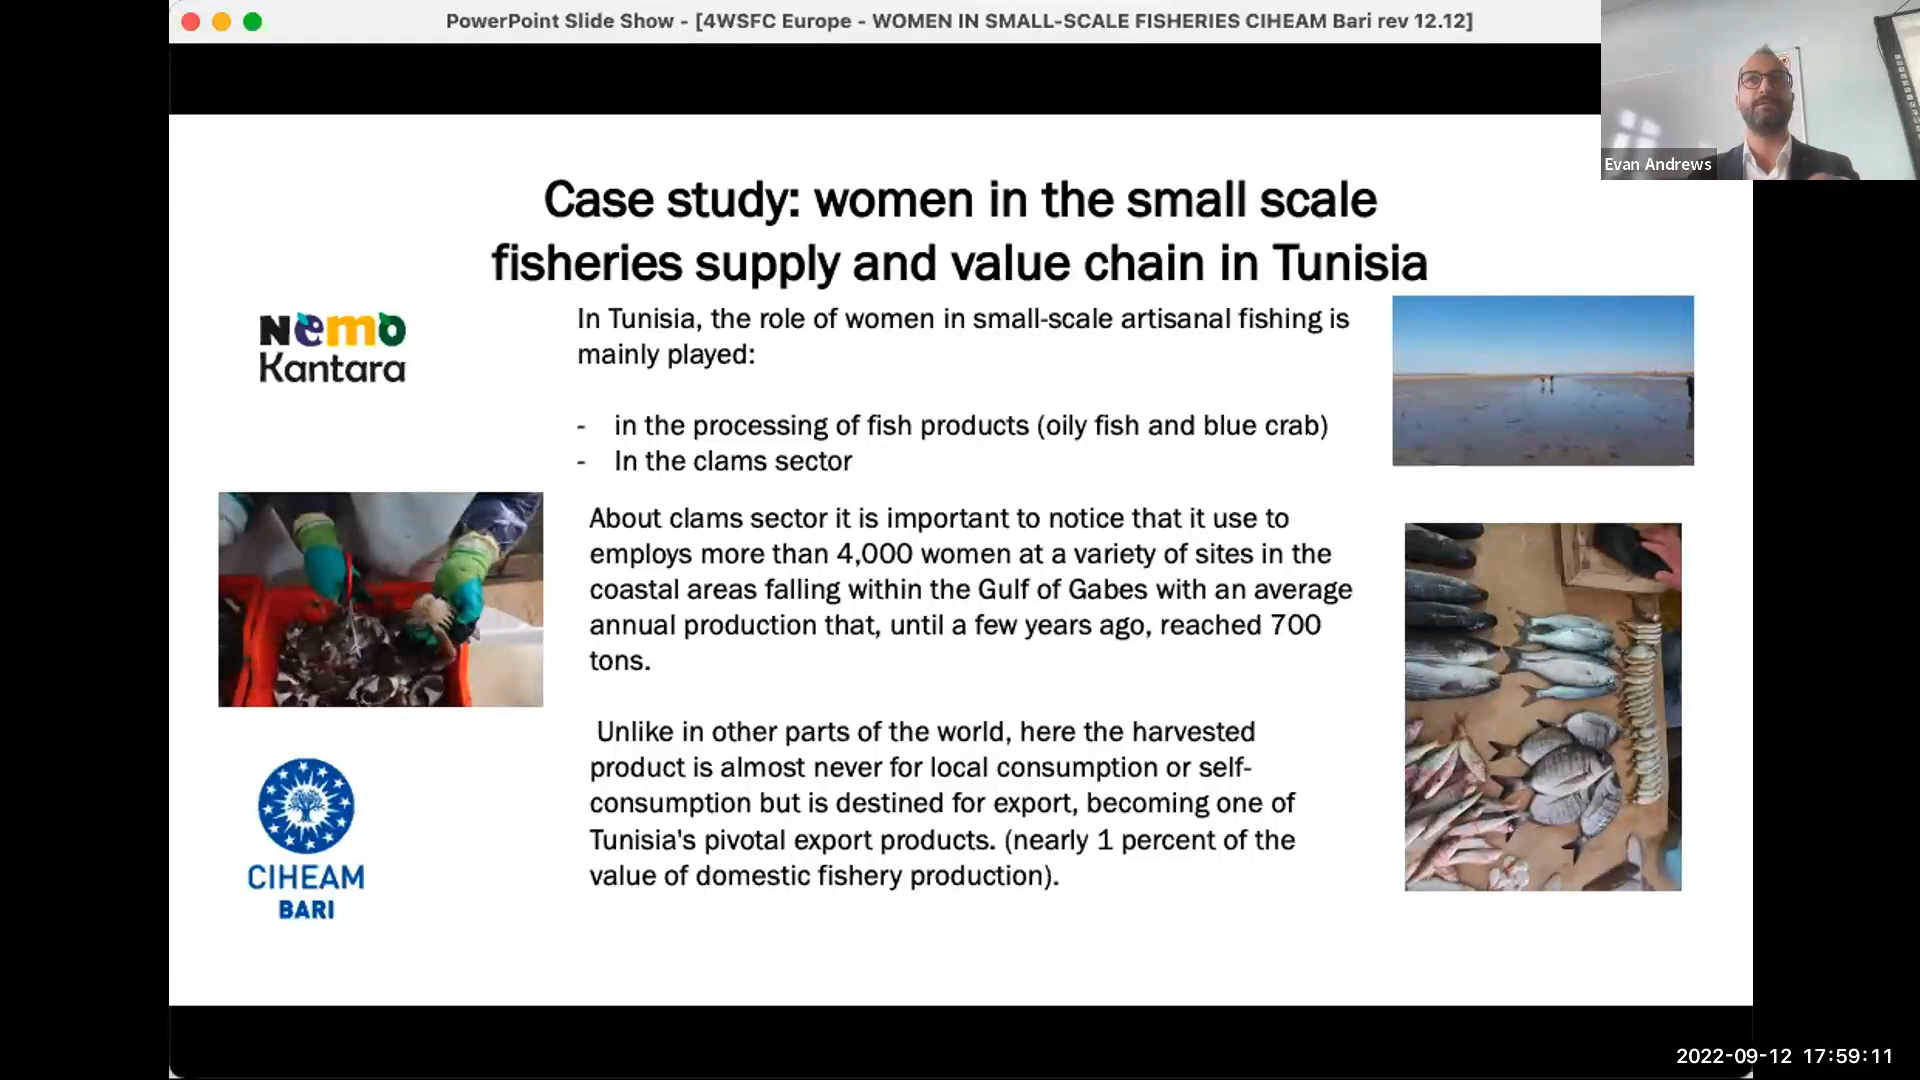 PowerPoint Slide Show - [4WSFC Europe - WOMEN IN SMALL-SCALE FISHERIES CIHEAM Bari rev 12.12]
Evan Andrews
Case study: women in the small scale
fisheries supply and value chain in Tunisia
nemo
Kantara
In Tunisia, the role of women in small-scale artisanal fishing is
mainly played:
- in the processing of fish products (oily fish and blue crab)
- In the clams sector
About clams sector it is important to notice that it use to
employs more than 4,000 women at a variety of sites in the
coastal areas falling within the Gulf of Gabes with an average
annual production that, until a few years ago, reached 700
tons.
Unlike in other parts of the world, here the harvested
product is almost never for local consumption or self-
consumption but is destined for export, becoming one of
Tunisia's pivotal export products. (nearly 1 percent of the
value of domestic fishery production).
CIHEAM
BARI
2022-09-12 17:59:11